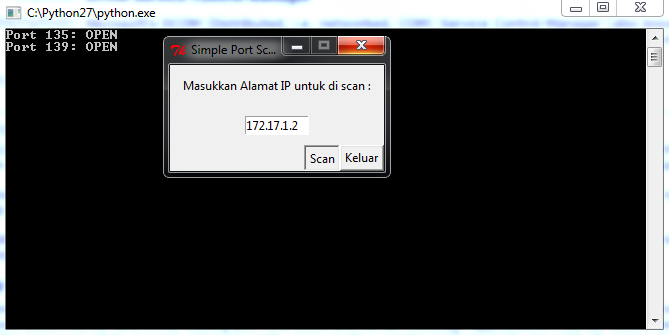 C:\Python27\python.exe
Port 135: OPEN
Port 139: OPEN
Simple Port Sc...
Masukkan Alamat IP untuk di scan :
172.17.1.2
Scan
Keluar